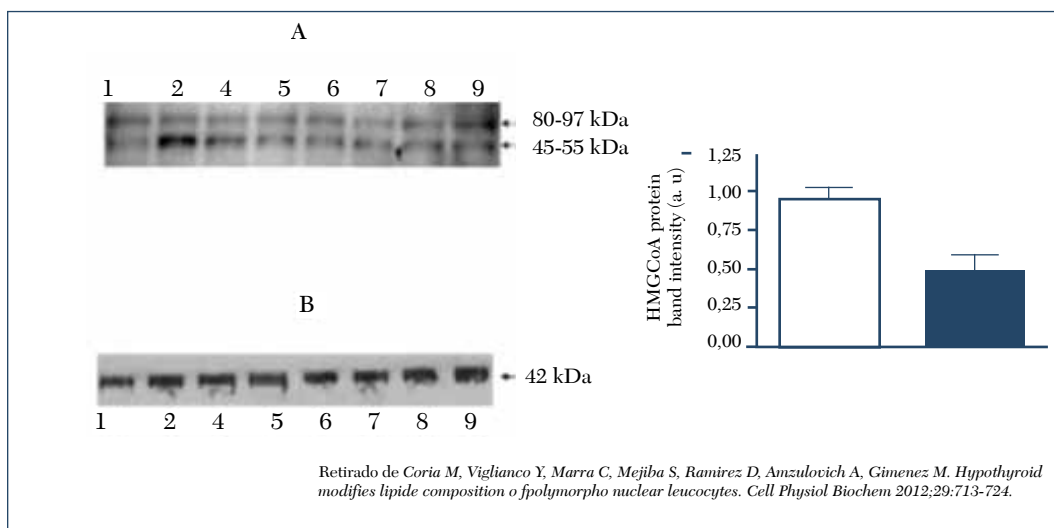 A
1 2 4 5 6 7 8 9
80-97 kDa
45-55 kDa
B
42 kDa
1 2 4 5 6 7 8 9
HMGCoA protein
band intensity (a. u)
1,25
1,00
0,75
0,50
0,25
0,00
Retirado de Coria M, Viglianco Y, Marra C, Mejiba S, Ramirez D, Amzulovich A, Gimenez M. Hypothyroid
modifies lipide composition o fpolymorpho nuclear leucocytes. Cell Physiol Biochem 2012;29:713-724.